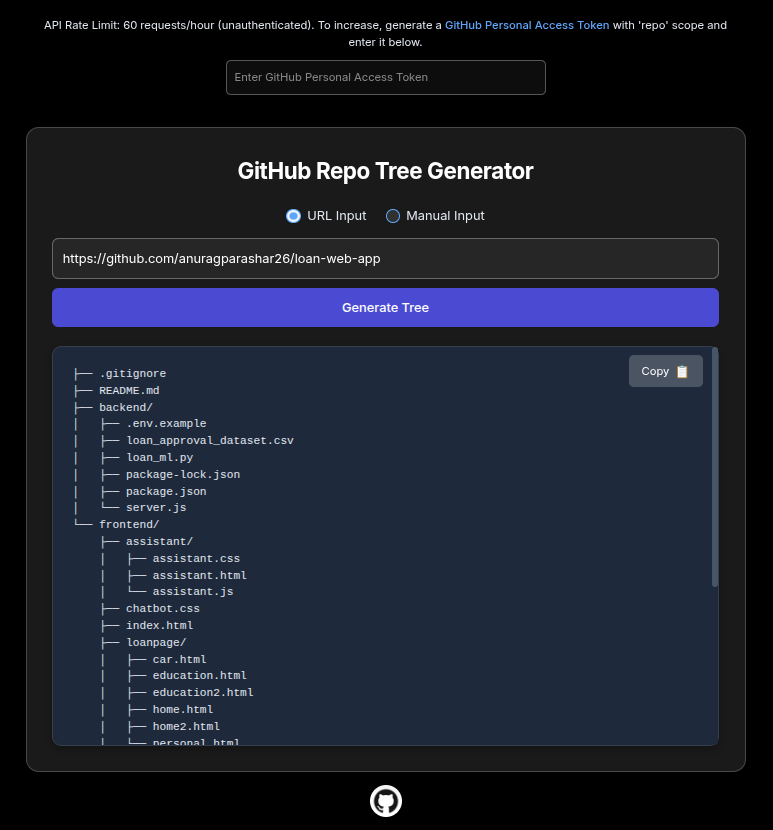 API Rate Limit: 60 requests/hour (unauthenticated). To increase, generate a GitHub Personal Access Token with 'repo' scope and
enter it below.
Enter GitHub Personal Access Token
GitHub Repo Tree Generator
URL Input Manual Input
https://github.com/anuragparashar26/loan-web-app
Generate Tree
Copy 📋
├── .gitignore
├── README.md
├── backend/
│   ├── .env.example
│   ├── loan_approval_dataset.csv
│   ├── loan_ml.py
│   ├── package-lock.json
│   ├── package.json
│   └── server.js
└── frontend/
    ├── assistant/
    │   ├── assistant.css
    │   ├── assistant.html
    │   └── assistant.js
    ├── chatbot.css
    ├── index.html
    ├── loanpage/
    │   ├── car.html
    │   ├── education.html
    │   ├── education2.html
    │   ├── home.html
    │   ├── home2.html
    │   └── personal.html